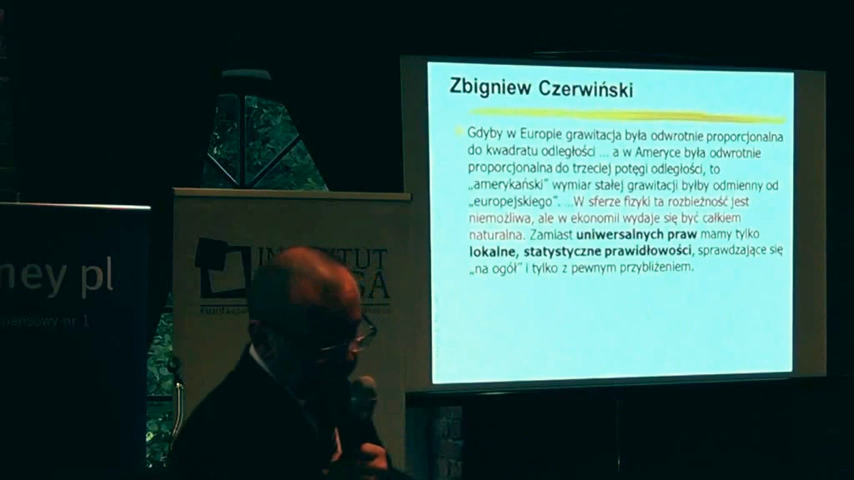 Zbigniew Czerwiński
Gdyby w Europie grawitacja była odwrotnie proporcjonalna
do kwadratu odległości ... a w Ameryce była odwrotnie
proporcjonalna do trzeciej potęgi odległości, to
„amerykański” wymiar stałej grawitacji byłby odmienny od
„europejskiego”. ...W sferze fizyki ta rozbieżność jest
niemożliwa, ale w ekonomii wydaje się być całkiem
naturalna. Zamiast uniwersalnych praw mamy tylko
lokalne, statystyczne prawidłowości, sprawdzające się
„na ogół” i tylko z pewnym przybliżeniem.
ney pl
nansowy nr 1
INSTYTUT